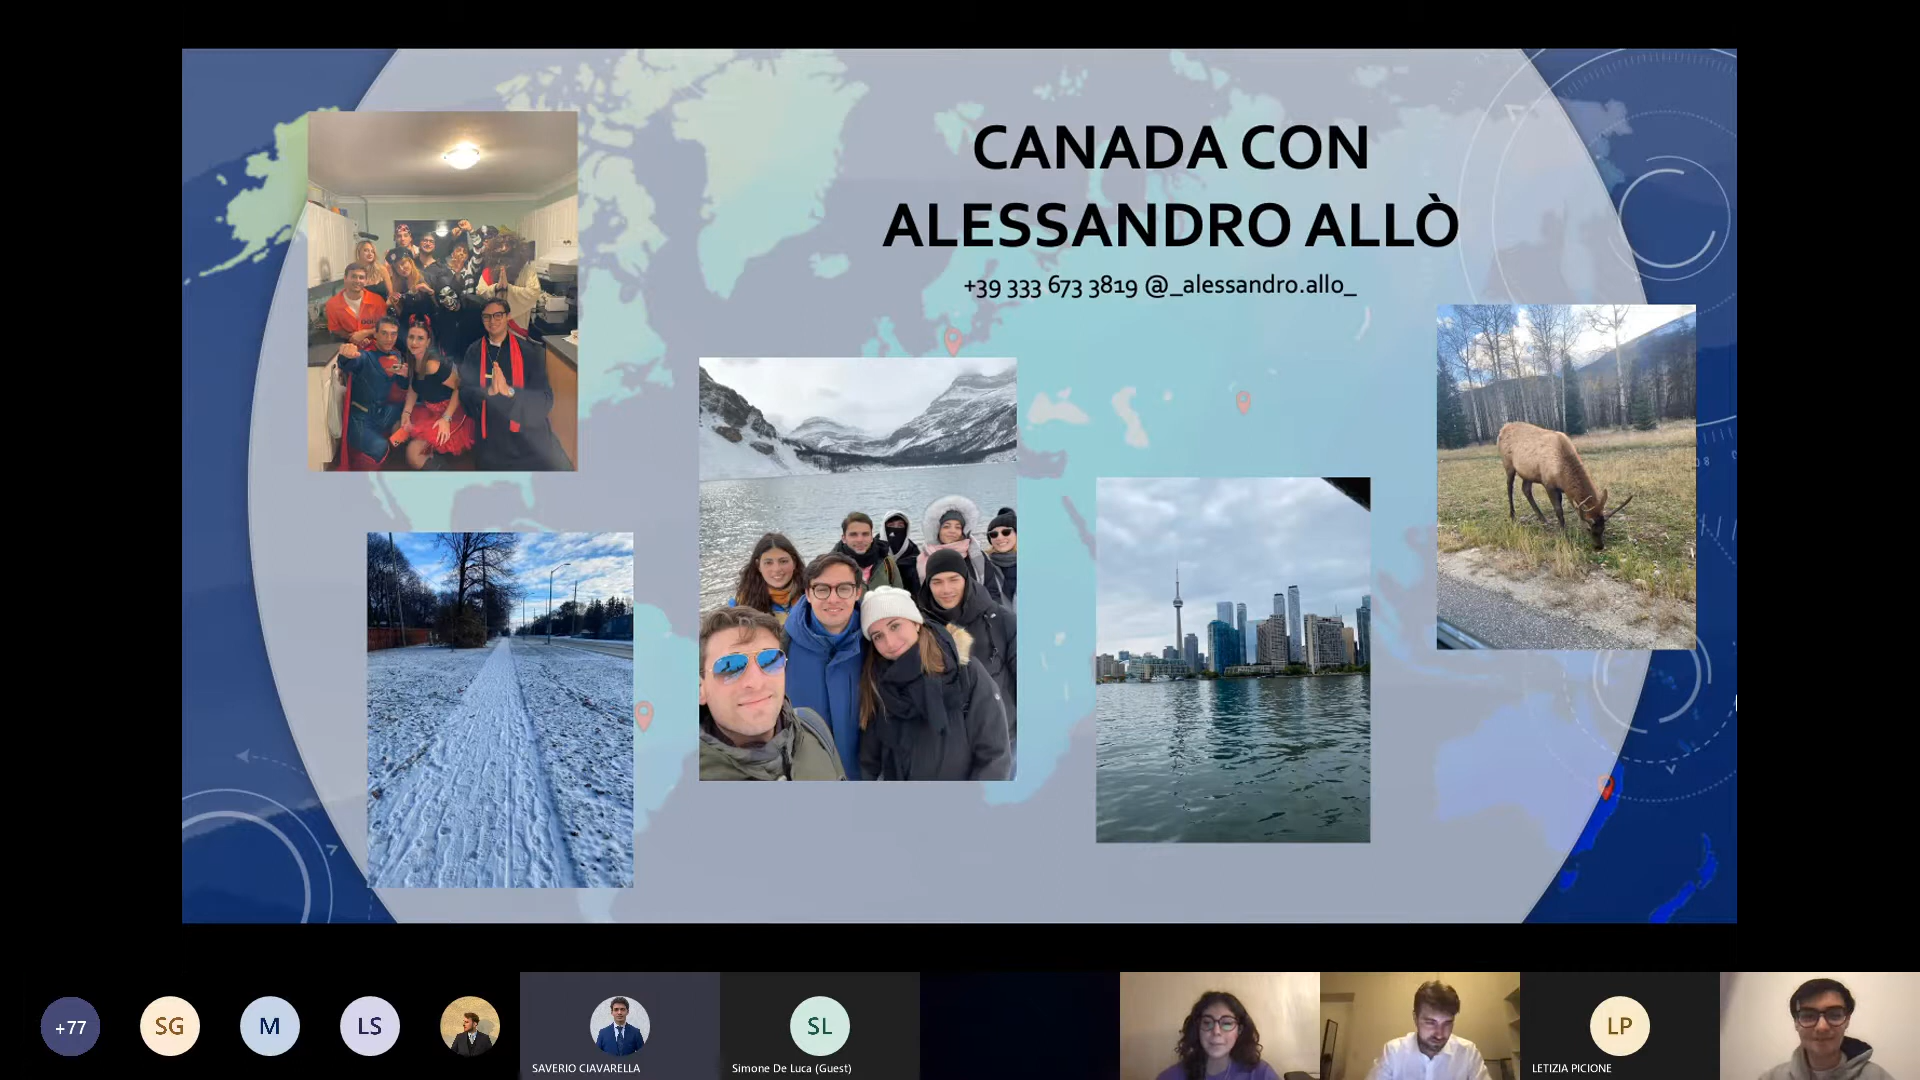 CANADA CON
ALESSANDRO ALLÒ
+39 333 673 3819 @_alessandro.allo_
+77
SG
M
LS
SAVERIO CIAVARELLA
SL
Simone De Luca (Guest)
LP
LETIZIA PICIONE